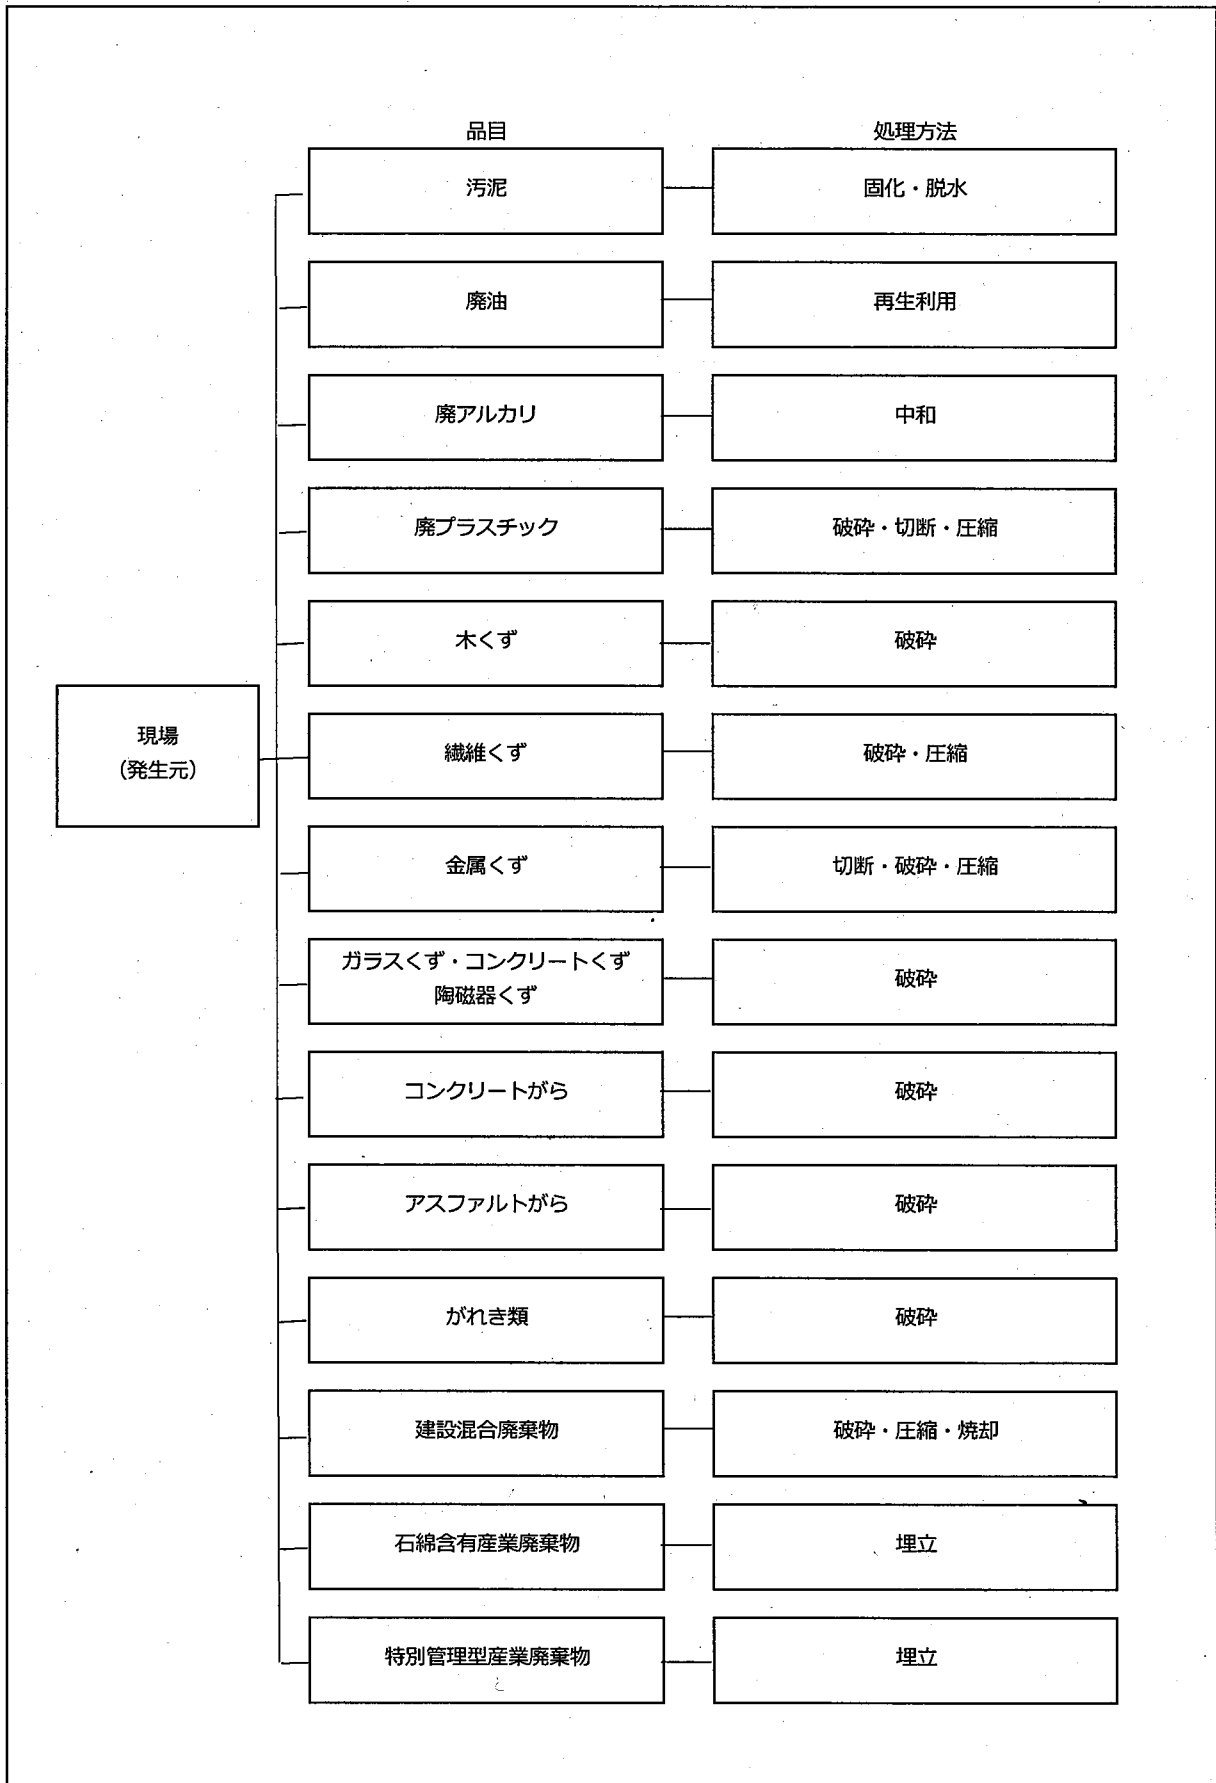 品目 処理方法
汚泥 固化・脱水
廃油 再生利用
廃アルカリ 中和
廃プラスチック 破砕・切断・圧縮
木くず 破砕
現場
(発生元)
繊維くず 破砕・圧縮
金属くず 切断・破砕・圧縮
ガラスくず・コンクリートくず
陶磁器くず
破砕
コンクリートがら 破砕
アスファルトがら 破砕
がれき類 破砕
建設混合廃棄物 破砕・圧縮・焼却
石綿含有産業廃棄物 埋立
特別管理型産業廃棄物 埋立